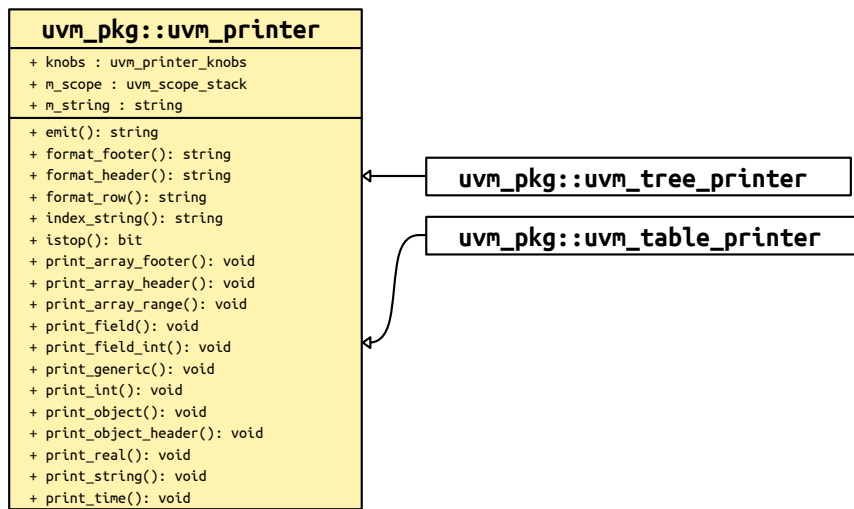 uvm_pkg::uvm_printer
+ knobs : uvm_printer_knobs
+ m_scope : uvm_scope_stack
+ m_string : string
+ emit(): string
+ format_footer(): string
+ format_header(): string
+ format_row(): string
+ index_string(): string
+ istop(): bit
+ print_array_footer(): void
+ print_array_header(): void
+ print_array_range(): void
+ print_field(): void
+ print_field_int(): void
+ print_generic(): void
+ print_int(): void
+ print_object(): void
+ print_object_header(): void
+ print_real(): void
+ print_string(): void
+ print_time(): void
uvm_pkg::uvm_tree_printer
uvm_pkg::uvm_table_printer